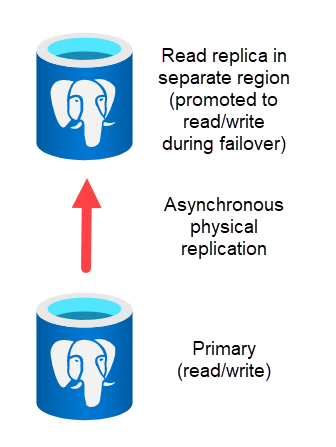 Read replica in
separate region
(promoted to
read/write
during failover)
Asynchronous
physical
replication
Primary
(read/write)